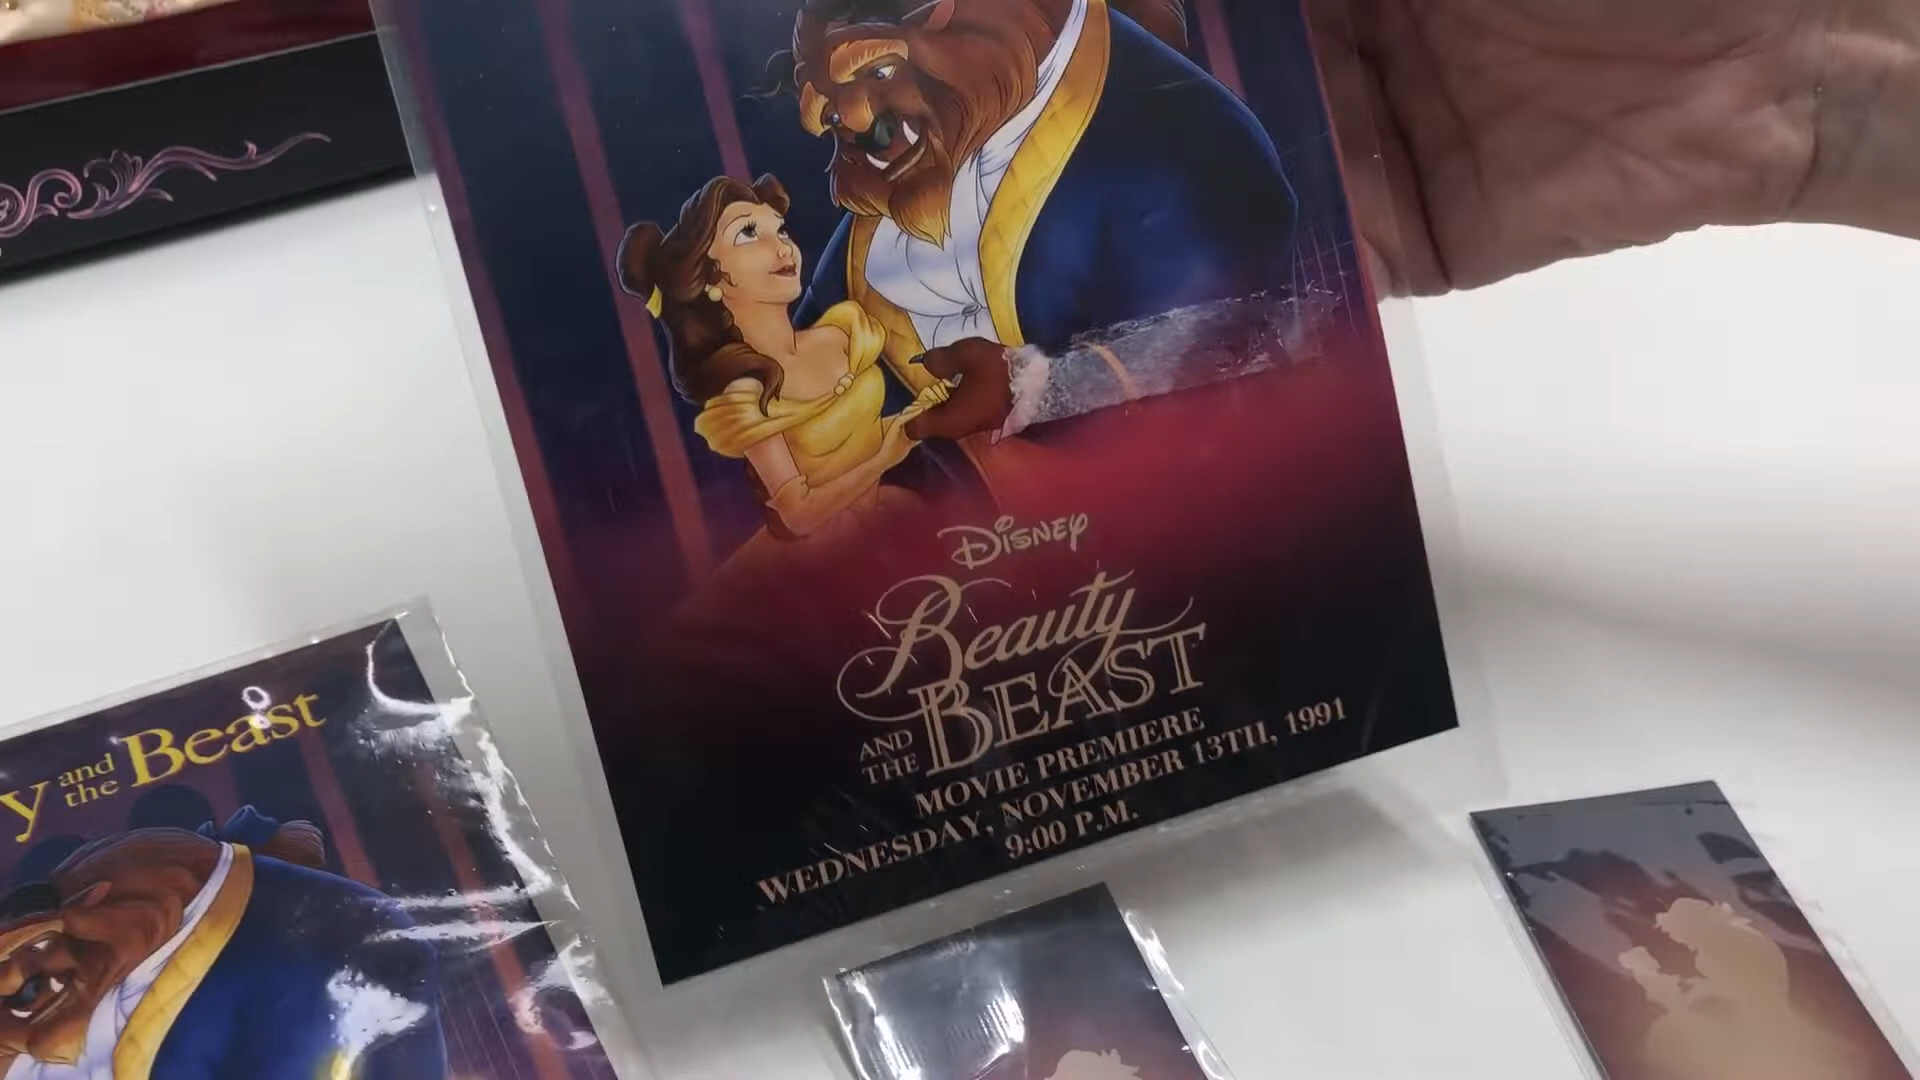 Disney
Beauty
AND
THE BEAST
MOVIE PREMIERE
WEDNESDAY, NOVEMBER 13TH, 1991
9:00 P.M.
y and
the Beast